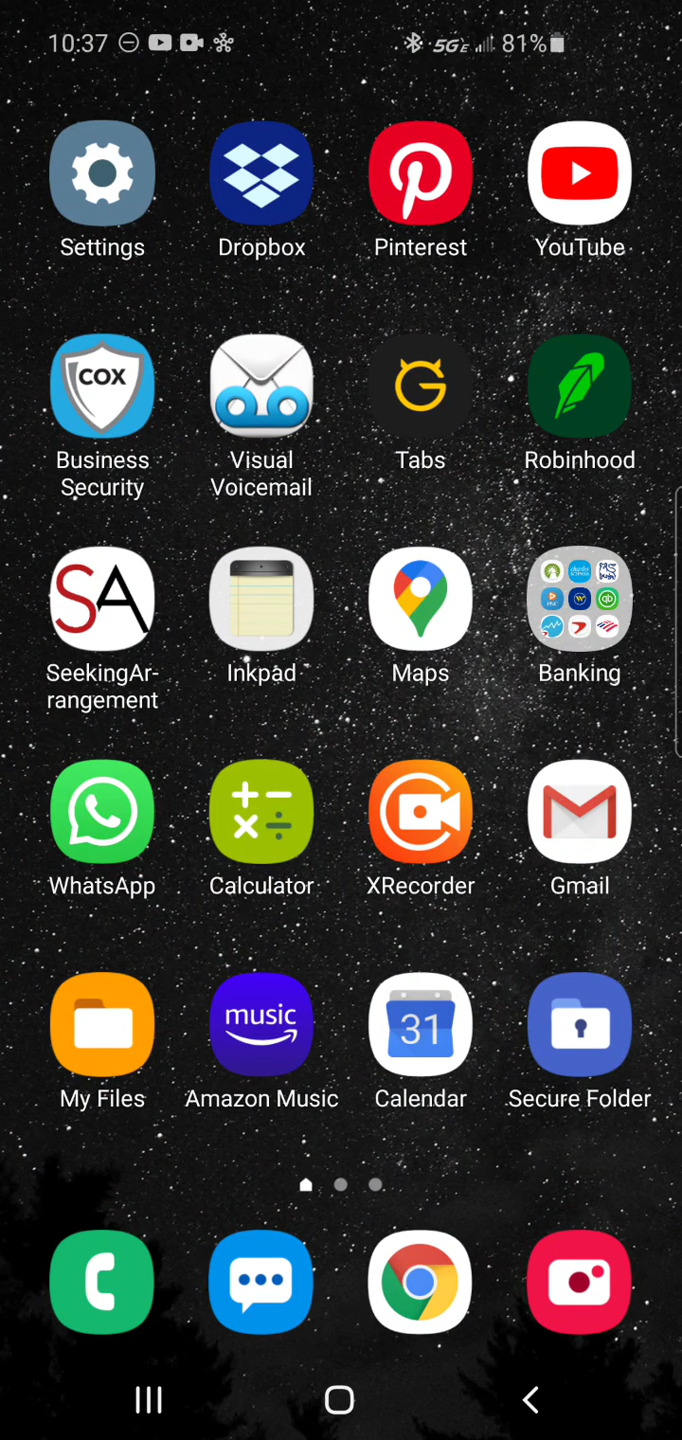 10:37 5GE 81%
Settings Dropbox Pinterest YouTube
COX
Business Security
Visual Voicemail
Tabs
Robinhood
SA
SeekingAr-
rangement
Inkpad Maps Banking
WhatsApp Calculator XRecorder Gmail
music 31
My Files Amazon Music Calendar Secure Folder